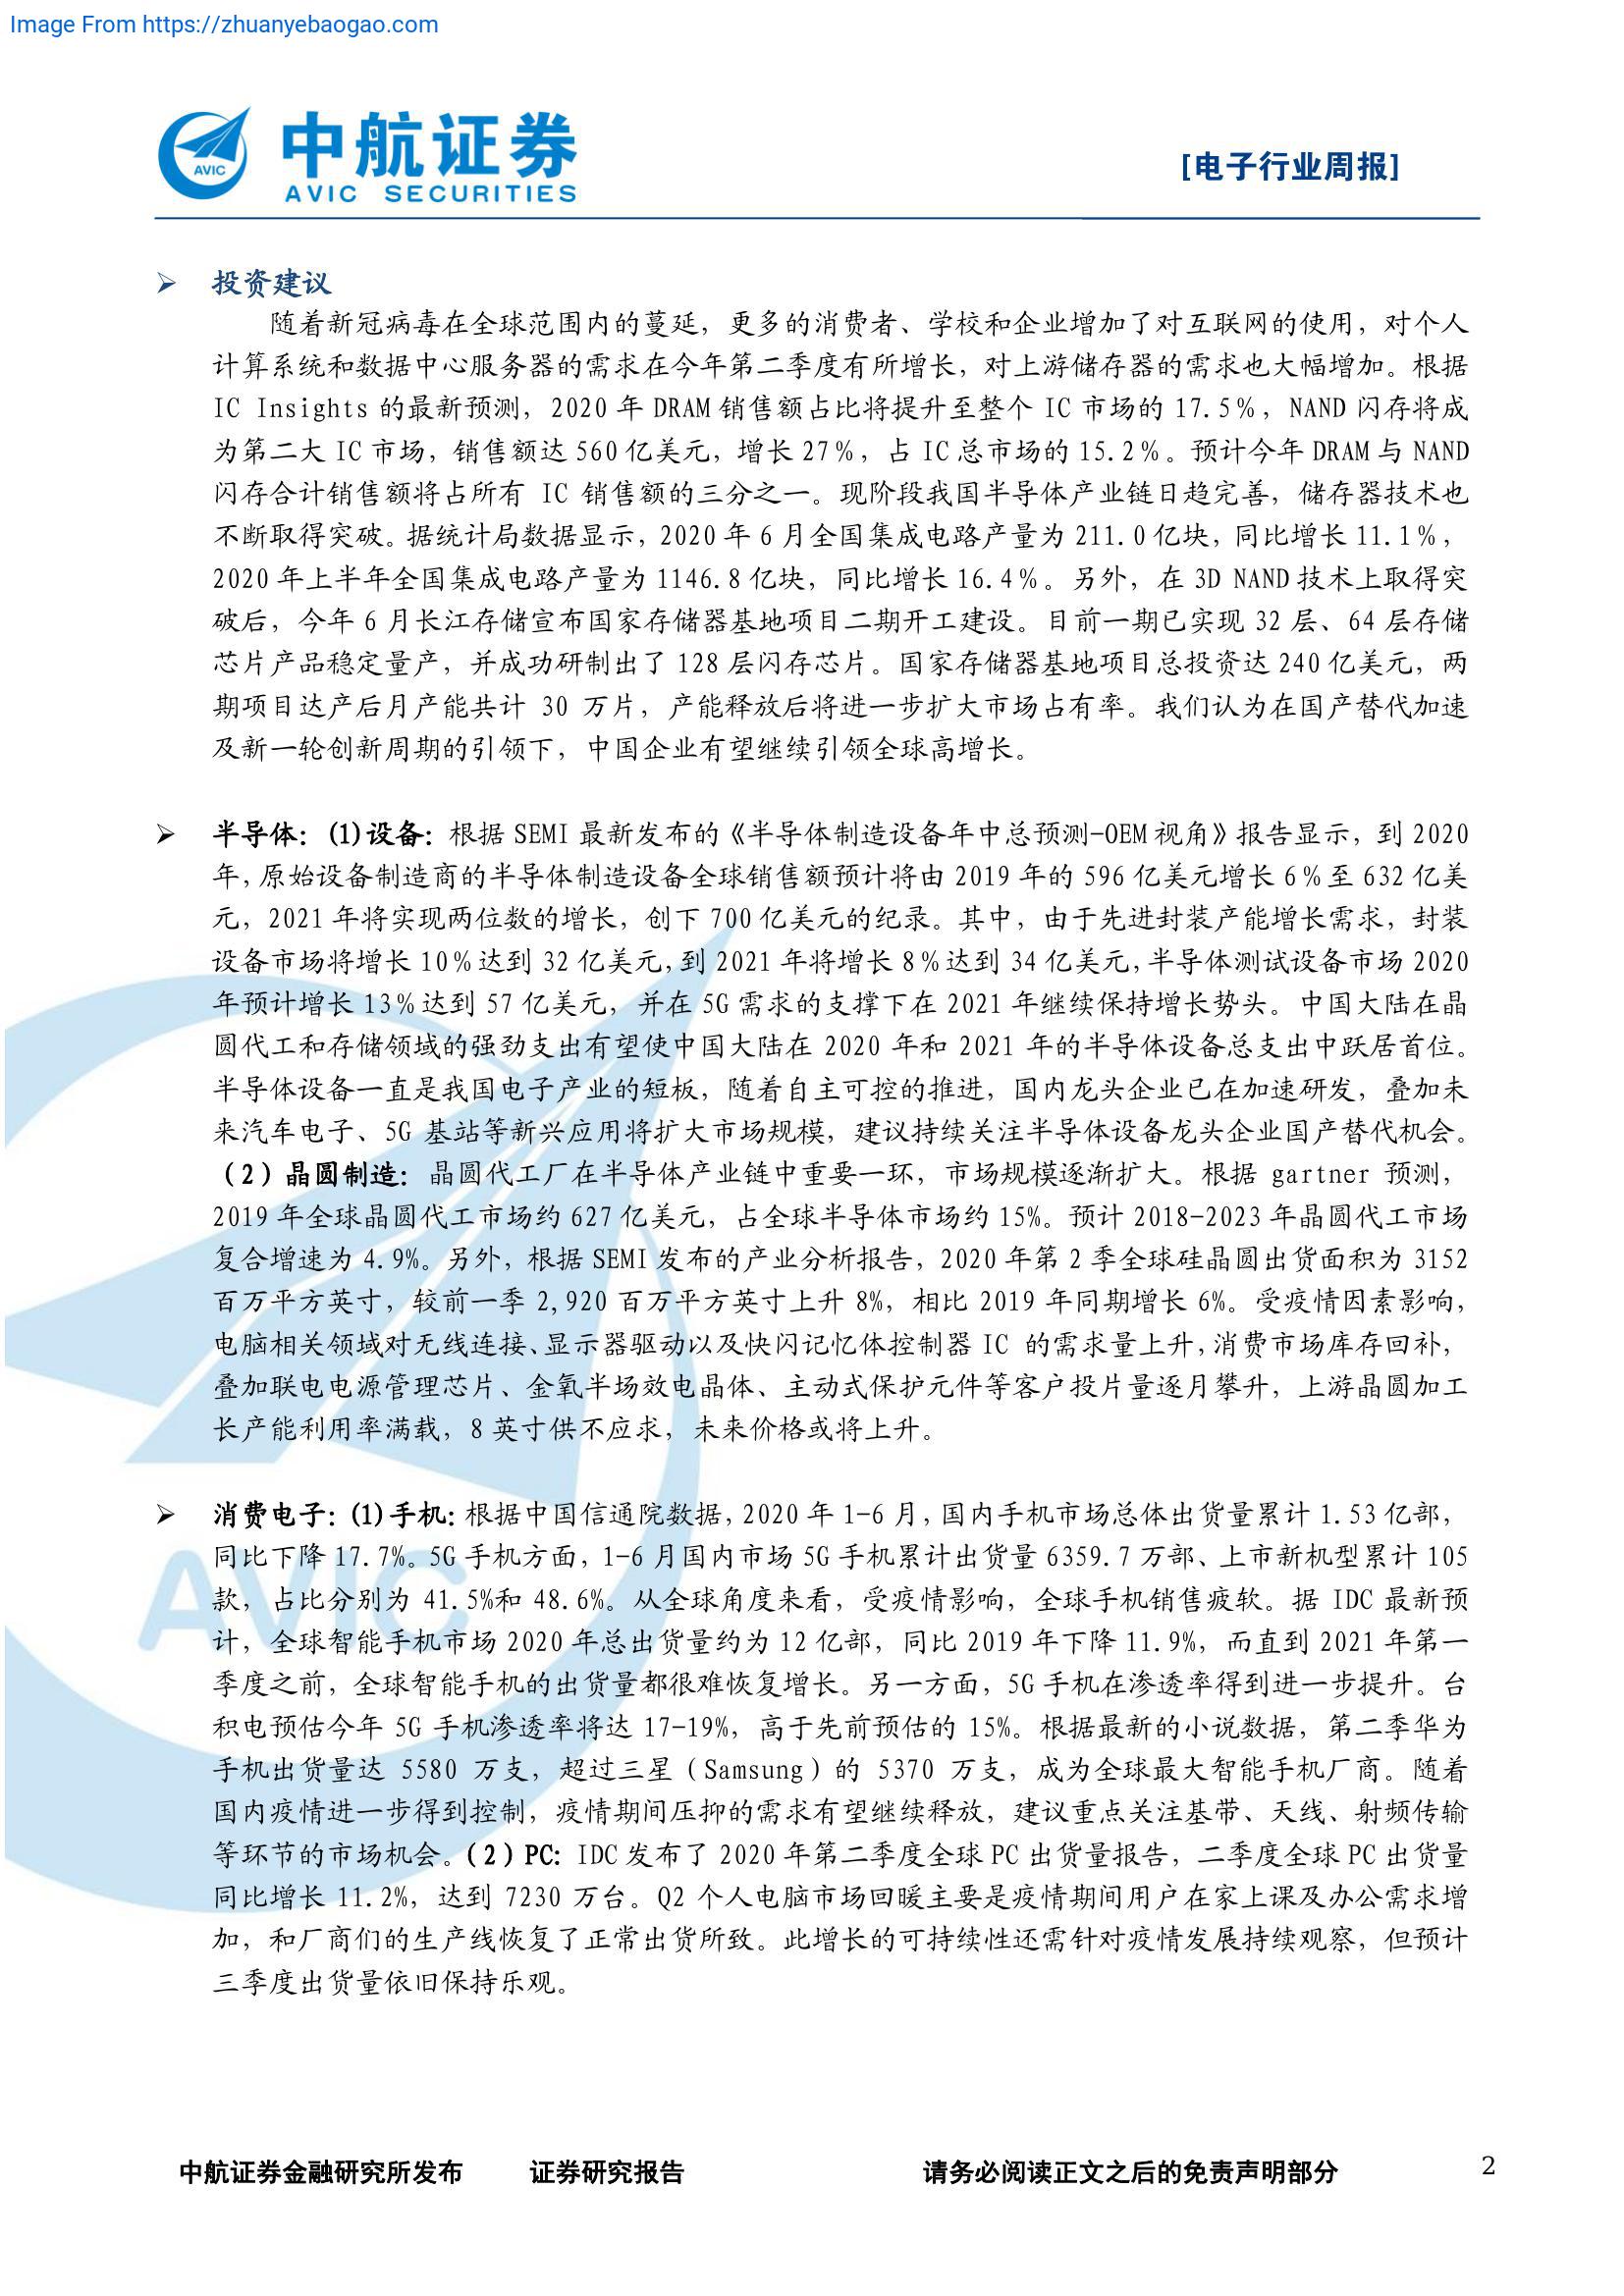 Image From https://zhuanyebaogao.com
中航证券
AVIC
AVIC SECURITIES
[电子行业周报]
➢ 投资建议
随着新冠病毒在全球范围内的蔓延，更多的消费者、学校和企业增加了对互联网的使用，对个人
计算系统和数据中心服务器的需求在今年第二季度有所增长，对上游储存器的需求也大幅增加。根据
IC Insights 的最新预测，2020 年 DRAM 销售额占比将提升至整个 IC 市场的 17.5%，NAND 闪存将成
为第二大 IC 市场，销售额达 560 亿美元，增长 27%，占 IC 总市场的 15.2%。预计今年 DRAM 与 NAND
闪存合计销售额将占所有 IC 销售额的三分之一。现阶段我国半导体产业链日趋完善，储存器技术也
不断取得突破。据统计局数据显示，2020 年 6 月全国集成电路产量为 211.0 亿块，同比增长 11.1%，
2020 年上半年全国集成电路产量为 1146.8 亿块，同比增长 16.4%。另外，在 3D NAND 技术上取得突
破后，今年 6 月长江存储宣布国家存储器基地项目二期开工建设。目前一期已实现 32 层、64 层存储
芯片产品稳定量产，并成功研制出了 128 层闪存芯片。国家存储器基地项目总投资达 240 亿美元，两
期项目达产后月产能共计 30 万片，产能释放后将进一步扩大市场占有率。我们认为在国产替代加速
及新一轮创新周期的引领下，中国企业有望继续引领全球高增长。
➢ 半导体：(1)设备：根据 SEMI 最新发布的《半导体制造设备年中总预测-OEM 视角》报告显示，到 2020
年，原始设备制造商的半导体制造设备全球销售额预计将由 2019 年的 596 亿美元增长 6%至 632 亿美
元，2021 年将实现两位数的增长，创下 700 亿美元的纪录。其中，由于先进封装产能增长需求，封装
设备市场将增长 10%达到 32 亿美元，到 2021 年将增长 8%达到 34 亿美元，半导体测试设备市场 2020
年预计增长 13%达到 57 亿美元，并在 5G 需求的支撑下在 2021 年继续保持增长势头。中国大陆在晶
圆代工和存储领域的强劲支出有望使中国大陆在 2020 年和 2021 年的半导体设备总支出中跃居首位。
半导体设备一直是我国电子产业的短板，随着自主可控的推进，国内龙头企业已在加速研发，叠加未
来汽车电子、5G 基站等新兴应用将扩大市场规模，建议持续关注半导体设备龙头企业国产替代机会。
（2）晶圆制造：晶圆代工厂在半导体产业链中重要一环，市场规模逐渐扩大。根据 gartner 预测，
2019 年全球晶圆代工市场约 627 亿美元，占全球半导体市场约 15%。预计 2018-2023 年晶圆代工市场
复合增速为 4.9%。另外，根据 SEMI 发布的产业分析报告，2020 年第 2 季全球硅晶圆出货面积为 3152
百万平方英寸，较前一季 2,920 百万平方英寸上升 8%，相比 2019 年同期增长 6%。受疫情因素影响，
电脑相关领域对无线连接、显示器驱动以及快闪记忆体控制器 IC 的需求量上升，消费市场库存回补，
叠加联电电源管理芯片、金氧半场效电晶体、主动式保护元件等客户投片量逐月攀升，上游晶圆加工
长产能利用率满载，8 英寸供不应求，未来价格或将上升。
➢ 消费电子：(1)手机：根据中国信通院数据，2020 年 1-6 月，国内手机市场总体出货量累计 1.53 亿部，
同比下降 17.7%。5G 手机方面，1-6 月国内市场 5G 手机累计出货量 6359.7 万部、上市新机型累计 105
款，占比分别为 41.5%和 48.6%。从全球角度来看，受疫情影响，全球手机销售疲软。据 IDC 最新预
计，全球智能手机市场 2020 年总出货量约为 12 亿部，同比 2019 年下降 11.9%，而直到 2021 年第一
季度之前，全球智能手机的出货量都很难恢复增长。另一方面，5G 手机在渗透率得到进一步提升。台
积电预估今年 5G 手机渗透率将达 17-19%，高于先前预估的 15%。根据最新的小说数据，第二季华为
手机出货量达 5580 万支，超过三星（Samsung）的 5370 万支，成为全球最大智能手机厂商。随着
国内疫情进一步得到控制，疫情期间压抑的需求有望继续释放，建议重点关注基带、天线、射频传输
等环节的市场机会。（2）PC：IDC 发布了 2020 年第二季度全球 PC 出货量报告，二季度全球 PC 出货量
同比增长 11.2%，达到 7230 万台。Q2 个人电脑市场回暖主要是疫情期间用户在家上课及办公需求增
加，和厂商们的生产线恢复了正常出货所致。此增长的可持续性还需针对疫情发展持续观察，但预计
三季度出货量依旧保持乐观。
AVIC
中航证券金融研究所发布 证券研究报告 请务必阅读正文之后的免责声明部分 2